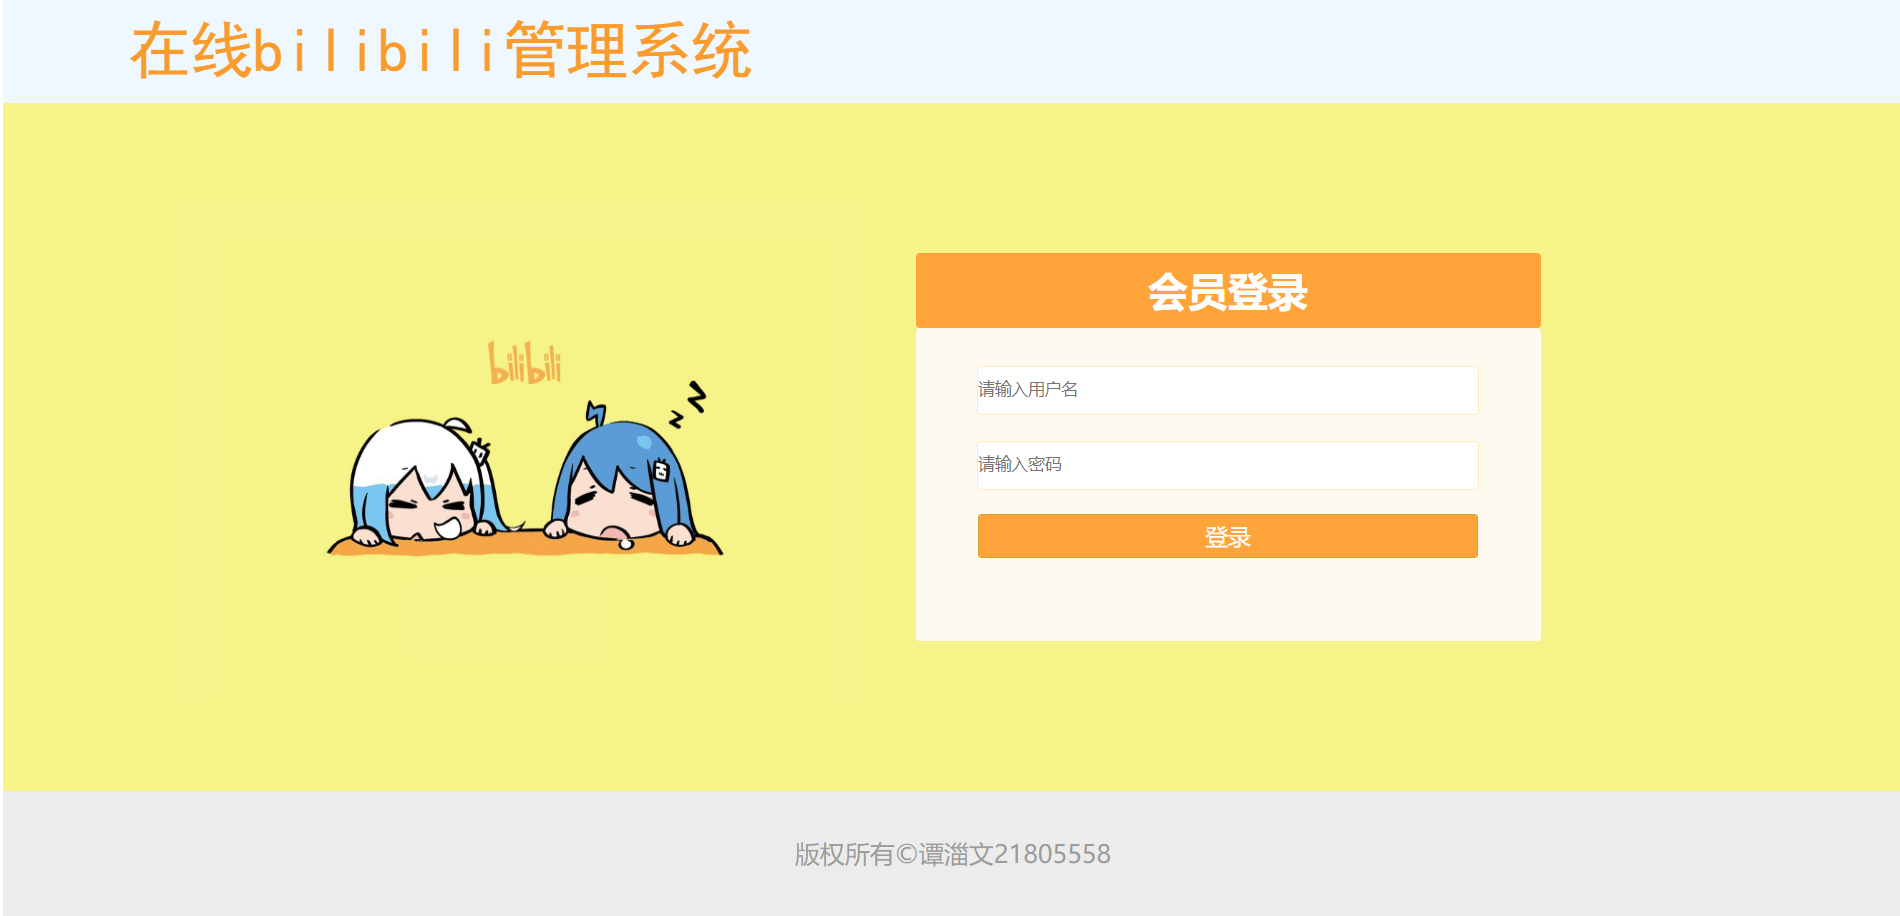 在线bilibili管理系统
bilibili
z z
会员登录
请输入用户名
请输入密码
登录
版权所有©谭淄文21805558